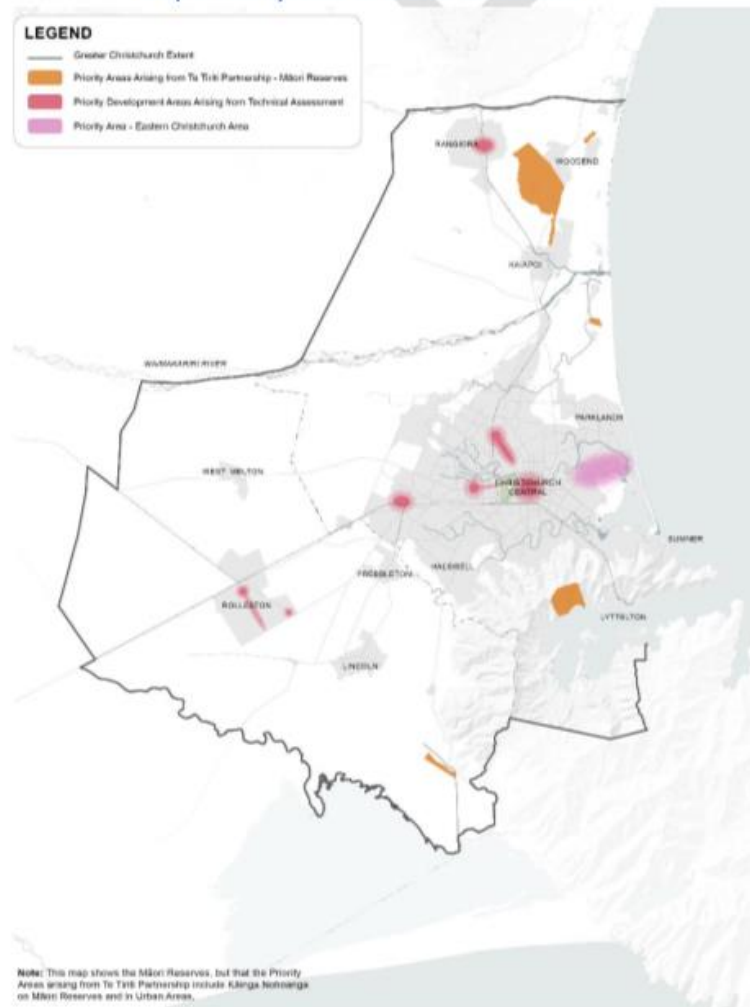 LEGEND
Greater Christchurch Extent
Priority Areas Arising from Te Tiriti Partnership - Māori Reserves
Priority Development Areas Arising from Technical Assessment
Priority Area - Eastern Christchurch Area
RANGIORA
WOODEND
KAIAPOI
WAIMAKARIRI RIVER
PARKLANDS
WEST MELTON
CHRISTCHURCH
CENTRAL
SUMNER
PREBBLETON
HALSWELL
ROLLESTON
LYTTELTON
LINCOLN
Note: This map shows the Māori Reserves, but that the Priority
Areas arising from Te Tiriti Partnership include Kāinga Nohoanga
on Māori Reserves and in Urban Areas.